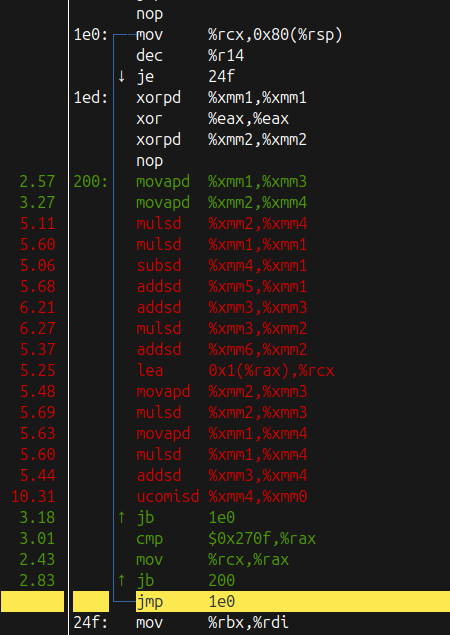 nop
1e0: mov %rcx,0x80(%rsp)
dec %r14
↓ je 24f
1ed: xorpd %xmm1,%xmm1
xor %eax,%eax
xorpd %xmm2,%xmm2
nop
2.57 200: movapd %xmm1,%xmm3
3.27 movapd %xmm2,%xmm4
5.11 mulsd %xmm2,%xmm4
5.60 mulsd %xmm1,%xmm1
5.06 subsd %xmm4,%xmm1
5.68 addsd %xmm5,%xmm1
6.21 addsd %xmm3,%xmm3
6.27 mulsd %xmm3,%xmm2
5.37 addsd %xmm6,%xmm2
5.25 lea 0x1(%rax),%rcx
5.48 movapd %xmm2,%xmm3
5.69 mulsd %xmm2,%xmm3
5.63 movapd %xmm1,%xmm4
5.60 mulsd %xmm1,%xmm4
5.44 addsd %xmm3,%xmm4
10.31 ucomisd %xmm4,%xmm0
3.18 ↑ jb 1e0
3.01 cmp $0x270f,%rax
2.43 mov %rcx,%rax
2.83 ↑ jb 200
jmp 1e0
24f: mov %rbx,%rdi